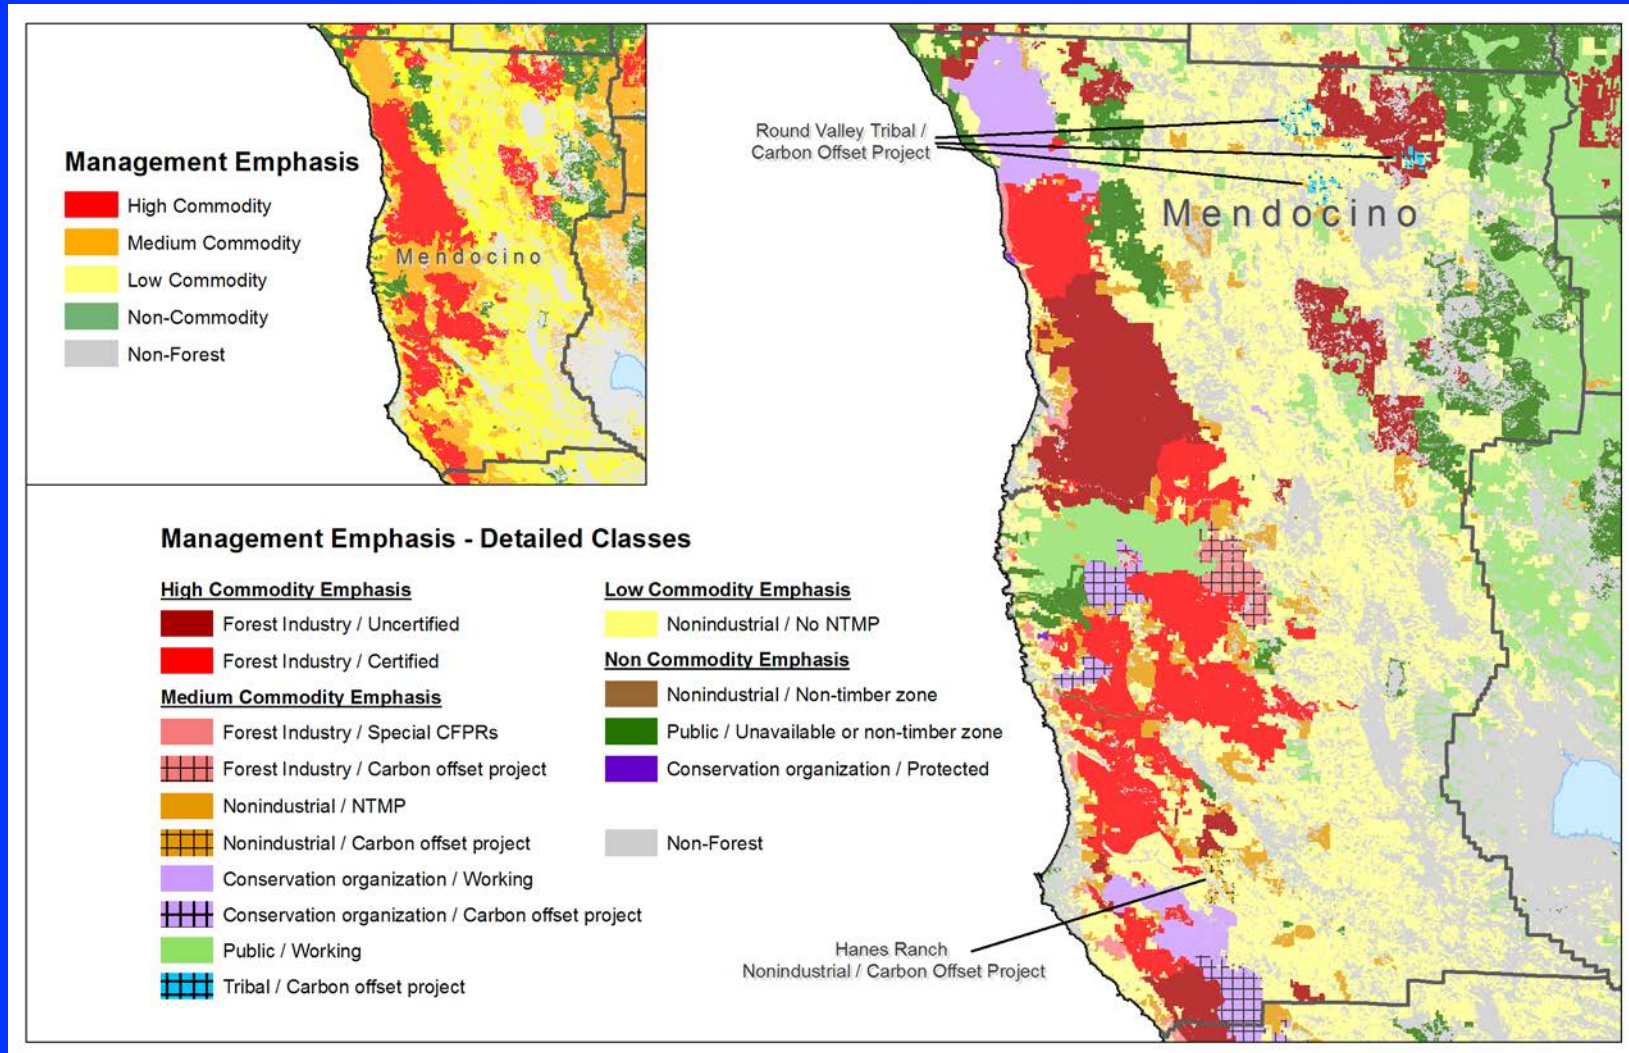 Management Emphasis
High Commodity
Medium Commodity
Low Commodity
Non-Commodity
Non-Forest
Mendocino
Round Valley Tribal /
Carbon Offset Project
Mendocino
Management Emphasis - Detailed Classes
High Commodity Emphasis
Forest Industry / Uncertified
Forest Industry / Certified
Medium Commodity Emphasis
Forest Industry / Special CFPRs
Forest Industry / Carbon offset project
Nonindustrial / NTMP
Nonindustrial / Carbon offset project
Conservation organization / Working
Conservation organization / Carbon offset project
Public / Working
Tribal / Carbon offset project
Low Commodity Emphasis
Nonindustrial / No NTMP
Non Commodity Emphasis
Nonindustrial / Non-timber zone
Public / Unavailable or non-timber zone
Conservation organization / Protected
Non-Forest
Hanes Ranch
Nonindustrial / Carbon Offset Project